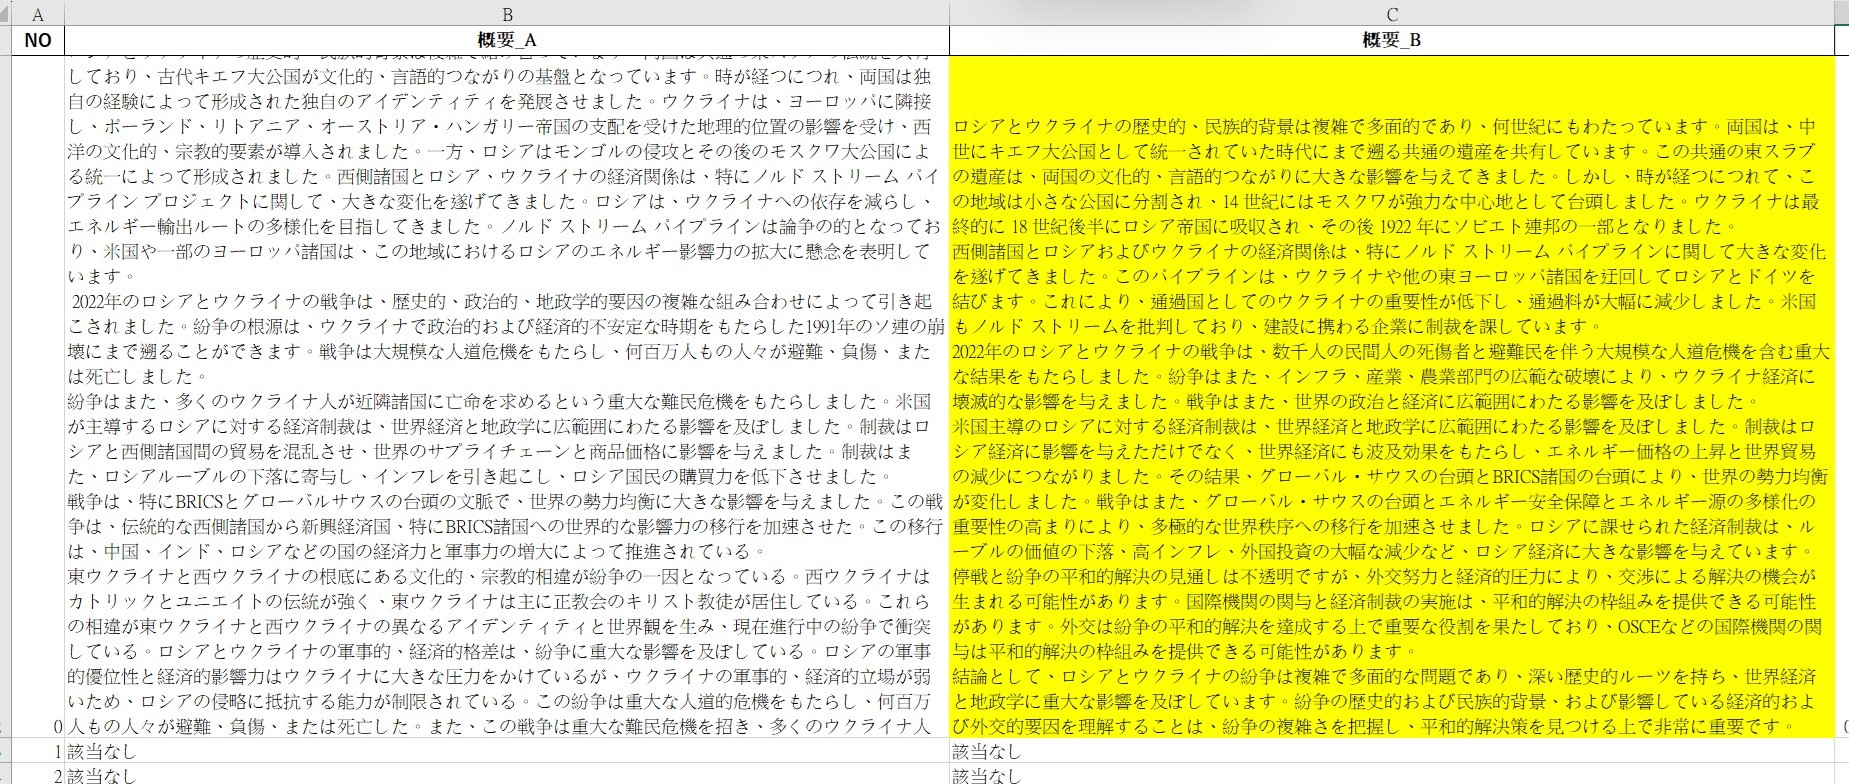 A
B
C
NO
概要_A
概要_B
しており、古代キエフ大公国が文化的、言語的つながりの基盤となっています。時が経つにつれ、両国は独
自の経験によって形成された独自のアイデンティティを発展させました。ウクライナは、ヨーロッパに隣接
し、ポーランド、リトアニア、オーストリア・ハンガリー帝国の支配を受けた地理的位置の影響を受け、西
洋の文化的、宗教的要素が導入されました。一方、ロシアはモンゴルの侵攻とその後のモスクワ大公国によ
る統一によって形成されました。西側諸国とロシア、ウクライナの経済関係は、特にノルド ストリーム パイ
プライン プロジェクトに関して、大きな変化を遂げてきました。ロシアは、ウクライナへの依存を減らし、
エネルギー輸出ルートの多様化を目指してきました。ノルド ストリーム パイプラインは論争の的となってお
り、米国や一部のヨーロッパ諸国は、この地域におけるロシアのエネルギー影響力の拡大に懸念を表明して
います。
2022年のロシアとウクライナの戦争は、歴史的、政治的、地政学的要因の複雑な組み合わせによって引き起
こされました。紛争の根源は、ウクライナで政治的および経済的不安定な時期をもたらした1991年のソ連の崩
壊にまで遡ることができます。戦争は大規模な人道危機をもたらし、何百万人もの人々が避難、負傷、また
は死亡しました。
紛争はまた、多くのウクライナ人が近隣諸国に亡命を求めるという重大な難民危機をもたらしました。米国
が主導するロシアに対する経済制裁は、世界経済と地政学に広範囲にわたる影響を及ぼしました。制裁はロ
シアと西側諸国間の貿易を混乱させ、世界のサプライチェーンと商品価格に影響を与えました。制裁はま
た、ロシアルーブルの下落に寄与し、インフレを引き起こし、ロシア国民の購買力を低下させました。
戦争は、特にBRICSとグローバルサウスの台頭の文脈で、世界の勢力均衡に大きな影響を与えました。この戦
争は、伝統的な西側諸国から新興経済国、特にBRICS諸国への世界的な影響力の移行を加速させた。この移行
は、中国、インド、ロシアなどの国の経済力と軍事力の増大によって推進されている。
東ウクライナと西ウクライナの根底にある文化的、宗教的相違が紛争の一因となっている。西ウクライナは
カトリックとユニエイトの伝統が強く、東ウクライナは主に正教会のキリスト教徒が居住している。これら
の相違が東ウクライナと西ウクライナの異なるアイデンティティと世界観を生み、現在進行中の紛争で衝突
している。ロシアとウクライナの軍事的、経済的格差は、紛争に重大な影響を及ぼしている。ロシアの軍事
的優位性と経済的影響力はウクライナに大きな圧力をかけているが、ウクライナの軍事的、経済的立場が弱
いため、ロシアの侵略に抵抗する能力が制限されている。この紛争は重大な人道的危機をもたらし、何百万
人もの人々が避難、負傷、または死亡した。また、この戦争は重大な難民危機を招き、多くのウクライナ人
ロシアとウクライナの歴史的、民族的背景は複雑で多面的であり、何世紀にもわたっています。両国は、中
世にキエフ大公国として統一されていた時代にまで遡る共通の遺産を共有しています。この共通の東スラブ
の遺産は、両国の文化的、言語的つながりに大きな影響を与えてきました。しかし、時が経つにつれて、こ
の地域は小さな公国に分割され、14 世紀にはモスクワが強力な中心地として台頭しました。ウクライナは最
終的に 18 世紀後半にロシア帝国に吸収され、その後 1922 年にソビエト連邦の一部となりました。
西側諸国とロシアおよびウクライナの経済関係は、特にノルド ストリーム パイプラインに関して大きな変化
を遂げてきました。このパイプラインは、ウクライナや他の東ヨーロッパ諸国を迂回してロシアとドイツを
結びます。これにより、通過国としてのウクライナの重要性が低下し、通過料が大幅に減少しました。米国
もノルド ストリームを批判しており、建設に携わる企業に制裁を課しています。
2022年のロシアとウクライナの戦争は、数千人の民間人の死傷者と避難民を伴う大規模な人道危機を含む重大
な結果をもたらしました。紛争はまた、インフラ、産業、農業部門の広範な破壊により、ウクライナ経済に
壊滅的な影響を与えました。戦争はまた、世界の政治と経済に広範囲にわたる影響を及ぼしました。
米国主導のロシアに対する経済制裁は、世界経済と地政学に広範囲にわたる影響を及ぼしました。制裁はロ
シア経済に影響を与えただけでなく、世界経済にも波及効果をもたらし、エネルギー価格の上昇と世界貿易
の減少につながりました。その結果、グローバル・サウスの台頭とBRICS諸国の台頭により、世界の勢力均衡
が変化しました。戦争はまた、グローバル・サウスの台頭とエネルギー安全保障とエネルギー源の多様化の
重要性の高まりにより、多極的な世界秩序への移行を加速させました。ロシアに課せられた経済制裁は、ル
ーブルの価値の下落、高インフレ、外国投資の大幅な減少など、ロシア経済に大きな影響を与えています。
停戦と紛争の平和的解決の見通しは不透明ですが、外交努力と経済的圧力により、交渉による解決の機会が
生まれる可能性があります。国際機関の関与と経済制裁の実施は、平和的解決の枠組みを提供できる可能性
があります。外交は紛争の平和的解決を達成する上で重要な役割を果たしており、OSCEなどの国際機関の関
与は平和的解決の枠組みを提供できる可能性があります。
結論として、ロシアとウクライナの紛争は複雑で多面的な問題であり、深い歴史的ルーツを持ち、世界経済
と地政学に重大な影響を及ぼしています。紛争の歴史的および民族的背景、および影響している経済的およ
び外交的要因を理解することは、紛争の複雑さを把握し、平和的解決策を見つける上で非常に重要です。
0
1 該当なし
該当なし
2 該当なし
該当なし